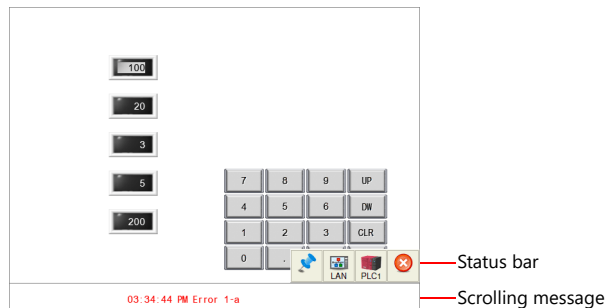 100
20
3
5
200
7 8 9 UP
4 5 6 DW
1 2 3 CLR
0 .
LAN PLC1
Status bar
03:34:44 PM Error 1-a
Scrolling message